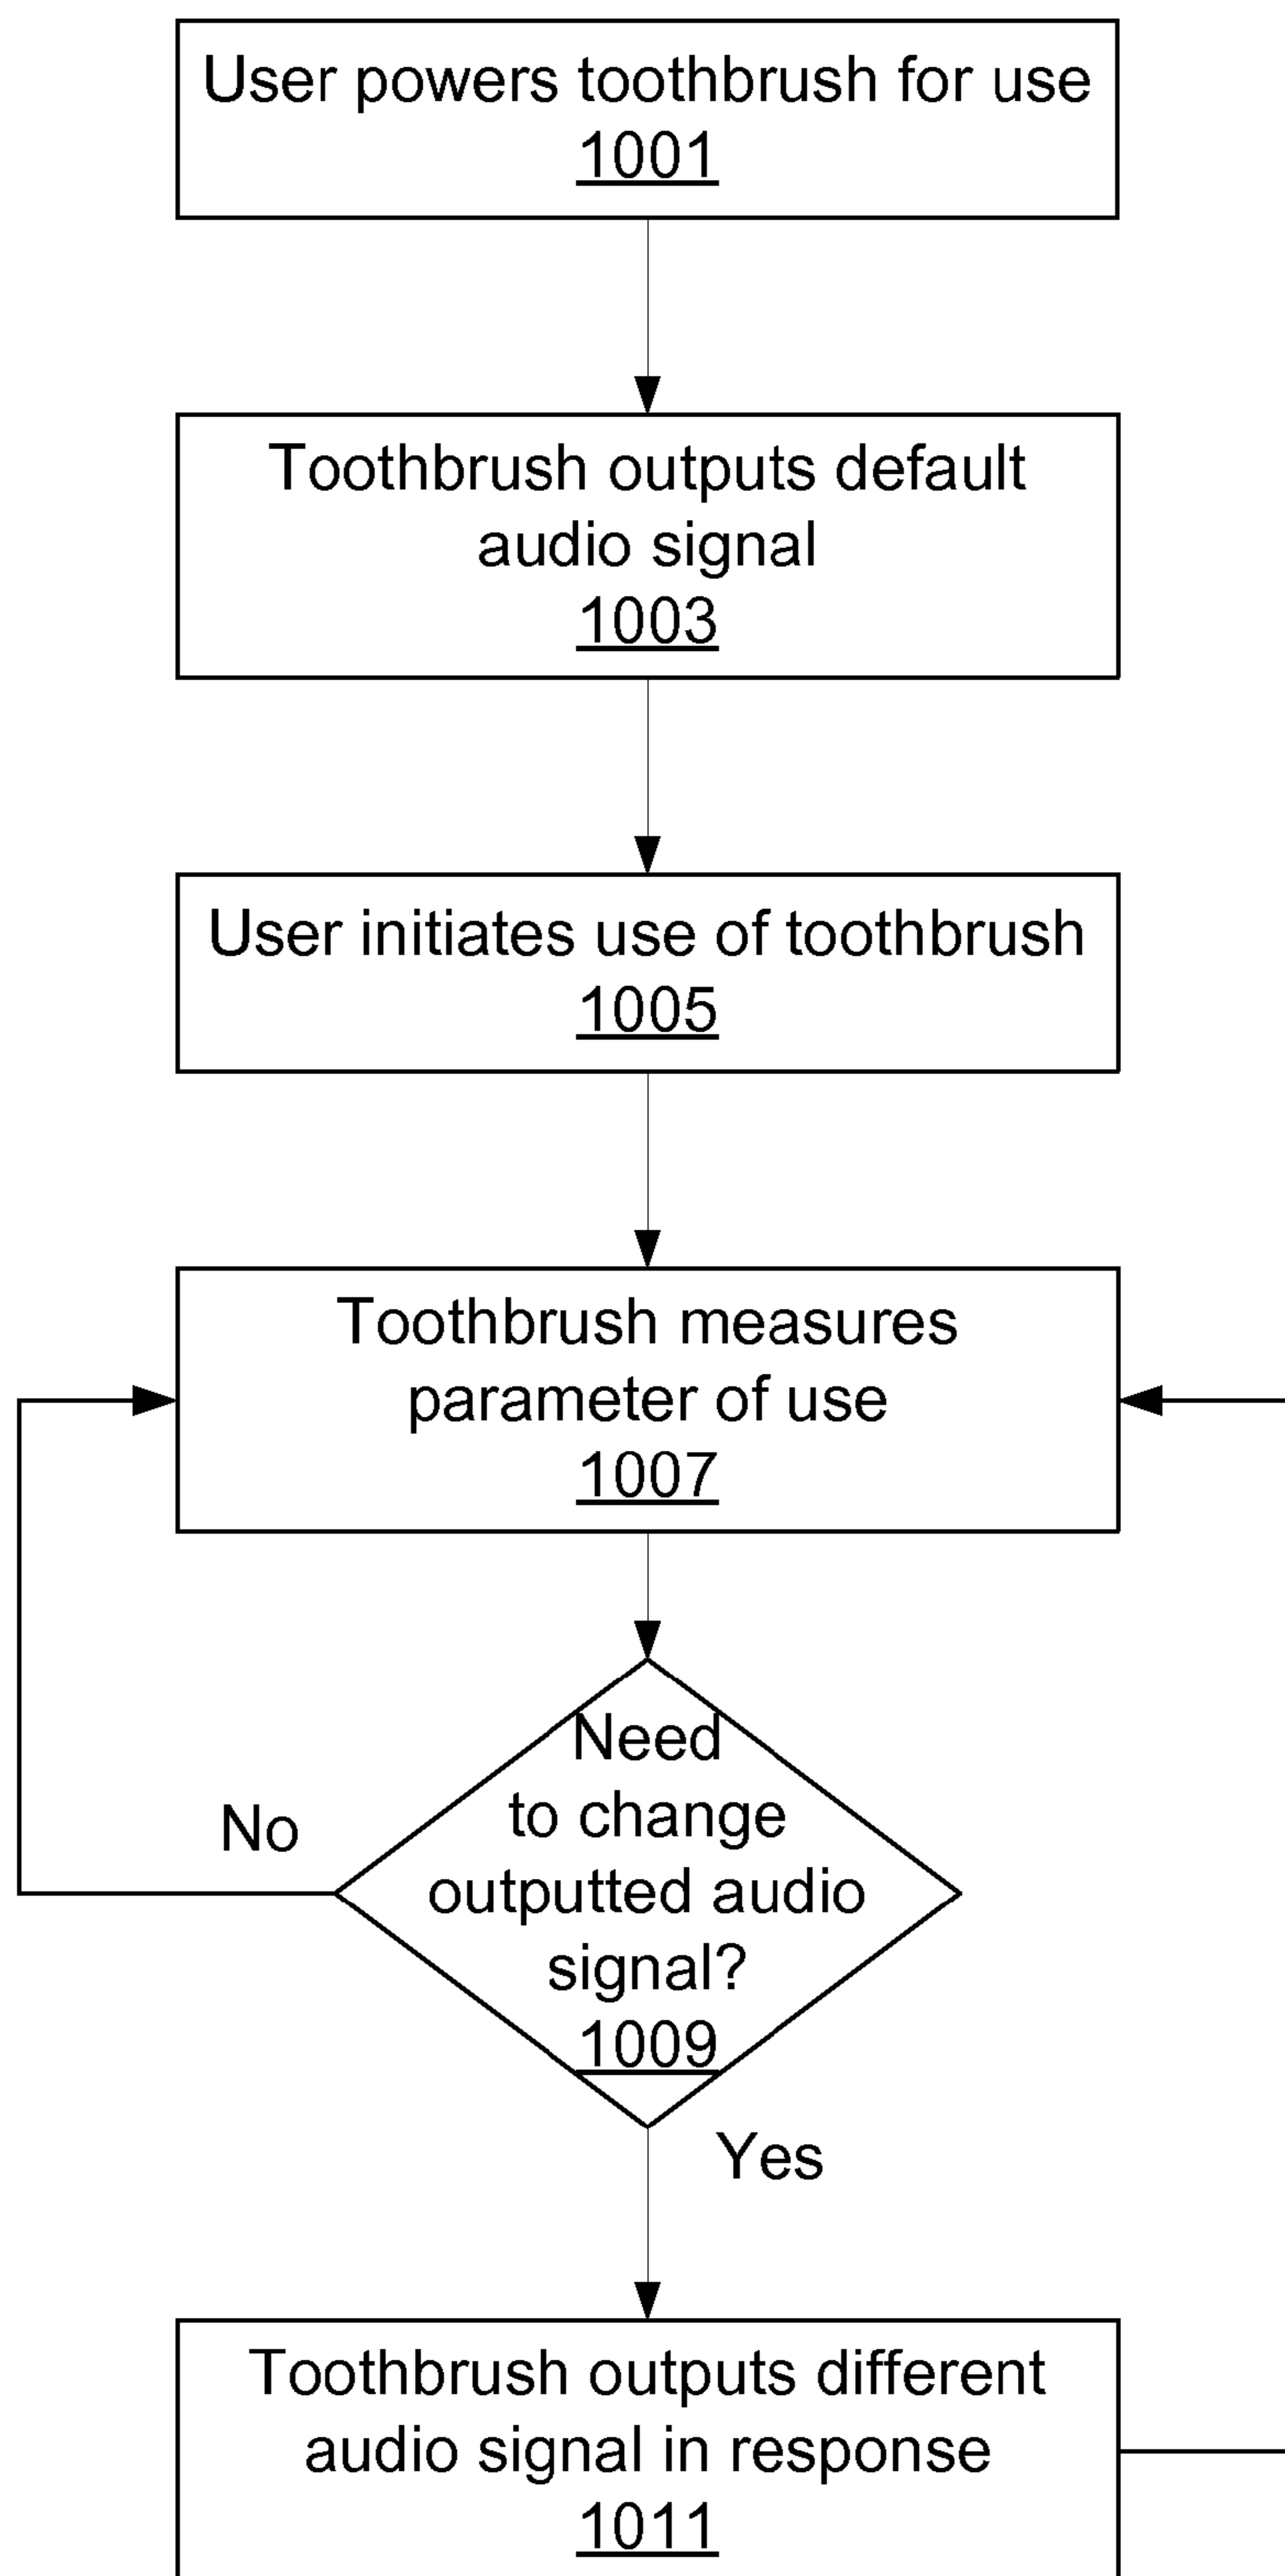 User powers toothbrush for use
1001
Toothbrush outputs default
audio signal
1003
User initiates use of toothbrush
1005
Toothbrush measures
parameter of use
1007
Need
to change
outputted audio
signal?
1009
No
Yes
Toothbrush outputs different
audio signal in response
1011